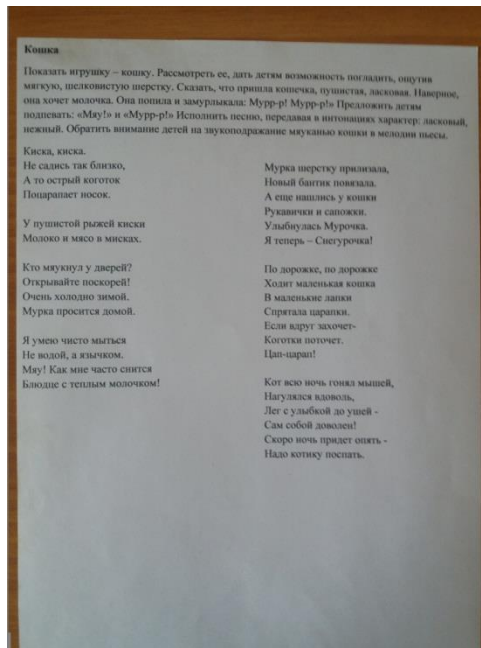 Кошка
Показать игрушку – кошку. Рассмотреть ее, дать детям возможность погладить, ощутив
мягкую, шелковистую шерстку. Сказать, что пришла кошечка, пушистая, ласковая. Наверное,
она хочет молочка. Она попила и замурлыкала: Мурр-р! Мурр-р!» Предложить детям
подпевать: «Мяу!» и «Мурр-р!» Исполнить песню, передавая в интонациях характер: ласковый,
нежный. Обратить внимание детей на звукоподражание мяуканью кошки в мелодии пьесы.
Киска, киска.
Не садись так близко,
А то острый коготок
Поцарапает носок.
У пушистой рыжей киски
Молоко и мясо в мисках.
Кто мяукнул у дверей?
Открывайте поскорей!
Очень холодно зимой.
Мурка просится домой.
Я умею чисто мыться
Не водой, а язычком.
Мяу! Как мне часто снится
Блюдце с теплым молочком!
Мурка шерстку прилизала,
Новый бантик повязала.
А еще нашлись у кошки
Рукавички и сапожки.
Улыбнулась Мурочка.
Я теперь – Снегурочка!
По дорожке, по дорожке
Ходит маленькая кошка
В маленькие лапки
Спрятала царапки.
Если вдруг захочет-
Коготки поточет.
Цап-царап!
Кот всю ночь гонял мышей,
Нагулялся вдоволь,
Лег с улыбкой до ушей -
Сам собой доволен!
Скоро ночь придет опять -
Надо котику поспать.